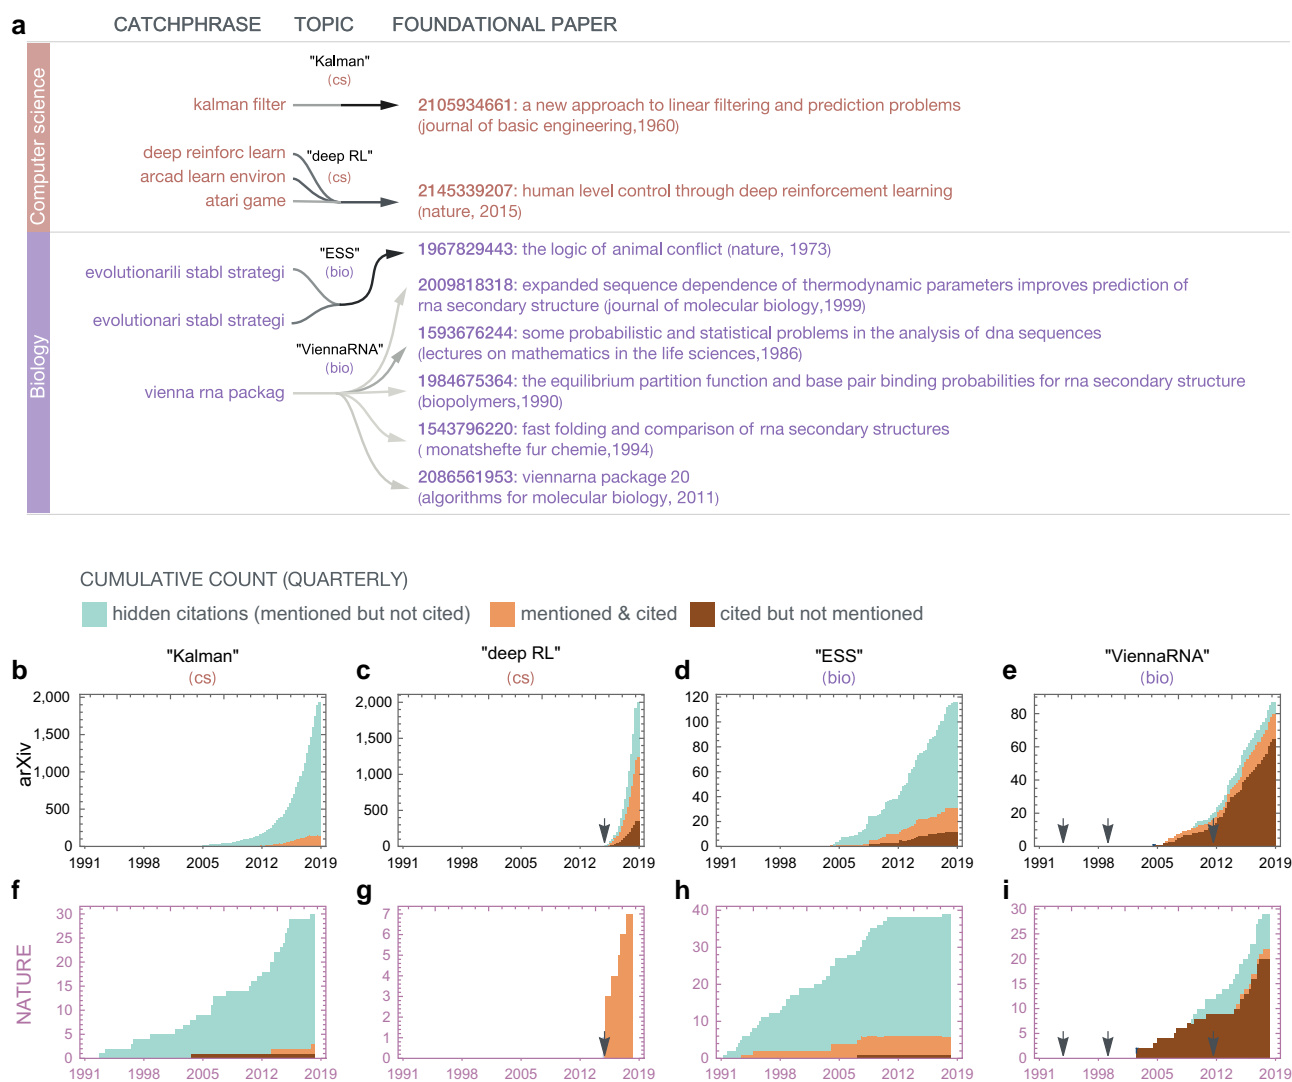 a
CATCHPHRASE TOPIC FOUNDATIONAL PAPER
Computer science
"Kalman"
(cs)
kalman filter
2105934661: a new approach to linear filtering and prediction problems
(journal of basic engineering,1960)
deep reinforc learn
arcad learn environ
atari game
"deep RL"
(cs)
2145339207: human level control through deep reinforcement learning
(nature, 2015)
Biology
"ESS"
(bio)
evolutionarili stabl strategi
evolutionari stabl strategi
1967829443: the logic of animal conflict (nature, 1973)
"ViennaRNA"
(bio)
vienna rna packag
2009818318: expanded sequence dependence of thermodynamic parameters improves prediction of
rna secondary structure (journal of molecular biology,1999)
1593676244: some probabilistic and statistical problems in the analysis of dna sequences
(lectures on mathematics in the life sciences,1986)
1984675364: the equilibrium partition function and base pair binding probabilities for rna secondary structure
(biopolymers,1990)
1543796220: fast folding and comparison of rna secondary structures
( monatshefte fur chemie,1994)
2086561953: viennarna package 20
(algorithms for molecular biology, 2011)
CUMULATIVE COUNT (QUARTERLY)
hidden citations (mentioned but not cited) mentioned & cited cited but not mentioned
b
"Kalman"
(cs)
arXiv
2,000
1,500
1,000
500
0
1991 1998 2005 2012 2019
c
"deep RL"
(cs)
2,000
1,500
1,000
500
0
1991 1998 2005 2012 2019
d
"ESS"
(bio)
120
100
80
60
40
20
0
1991 1998 2005 2012 2019
e
"ViennaRNA"
(bio)
80
60
40
20
0
1991 1998 2005 2012 2019
f
NATURE
30
25
20
15
10
5
0
1991 1998 2005 2012 2019
g
7
6
5
4
3
2
1
0
1991 1998 2005 2012 2019
h
40
30
20
10
0
1991 1998 2005 2012 2019
i
30
25
20
15
10
5
0
1991 1998 2005 2012 2019